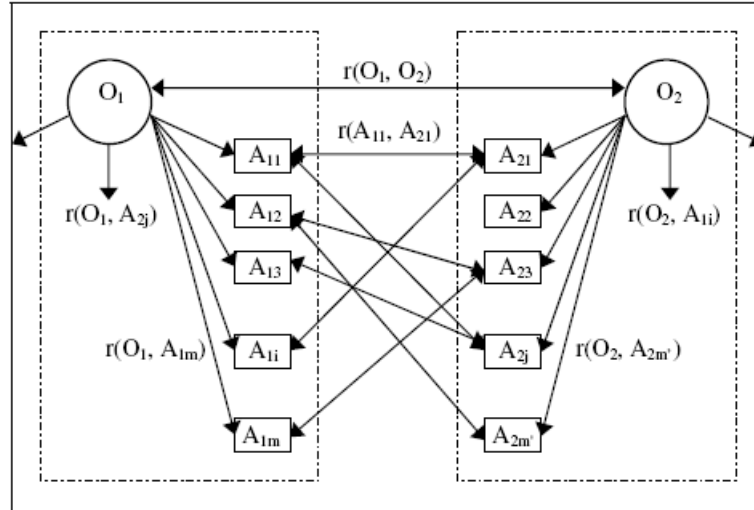 r(O₁, O₂)
O₁
O₂
r(A₁₁, A₂₁)
A₁₁
A₂₁
A₁₂
A₂₂
r(O₁, A₂ⱼ)
r(O₂, A₁ᵢ)
A₁₃
A₂₃
r(O₁, A₁ₘ)
A₁ᵢ
A₂ⱼ
r(O₂, A₂ₘ')
A₁ₘ
A₂ₘ'